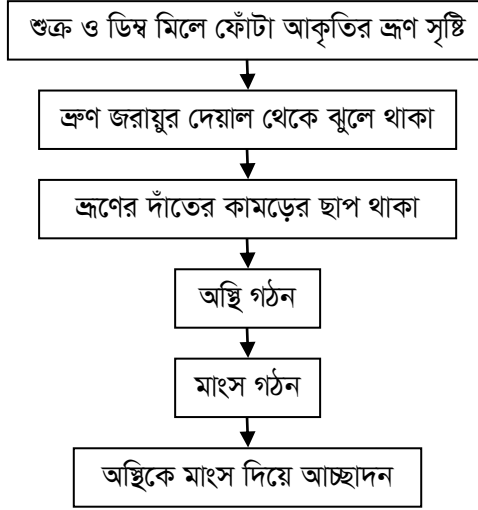 শুক্র ও ডিম্ব মিলে ফোঁটা আকৃতির ভ্রূণ সৃষ্টি
ভ্রুণ জরায়ুর দেয়াল থেকে ঝুলে থাকা
ভ্রূণের দাঁতের কামড়ের ছাপ থাকা
অস্থি গঠন
মাংস গঠন
অস্থিকে মাংস দিয়ে আচ্ছাদন